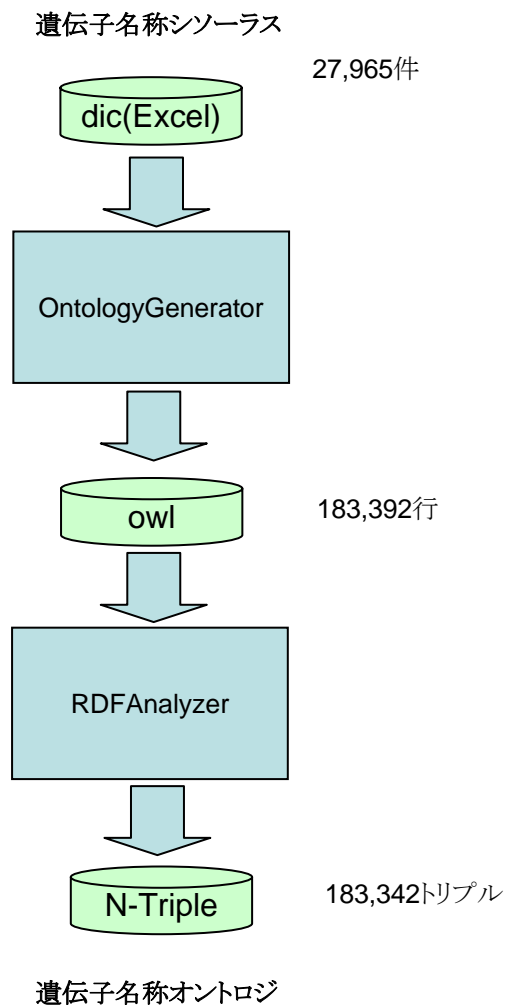 遺伝子名称シソーラス
27,965件
dic(Excel)
OntologyGenerator
owl
183,392行
RDFAnalyzer
N-Triple
183,342トリプル
遺伝子名称オントロジ